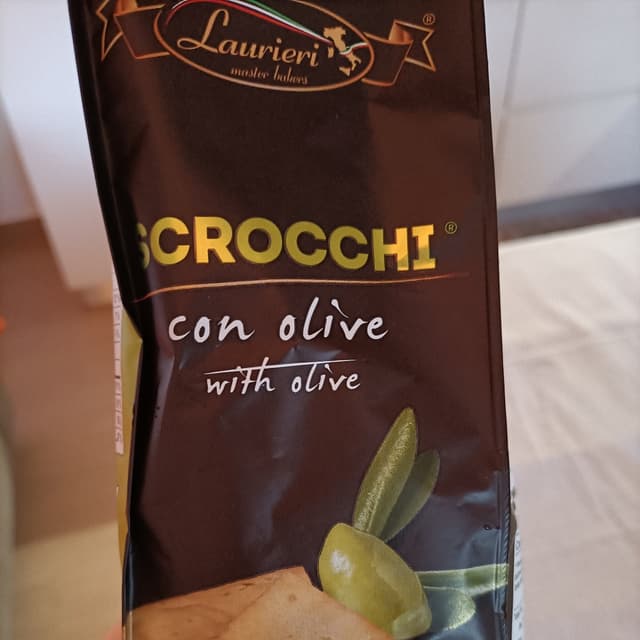 Laurieri ®
master bakers
SCROCCHI ®
con olive
with olive